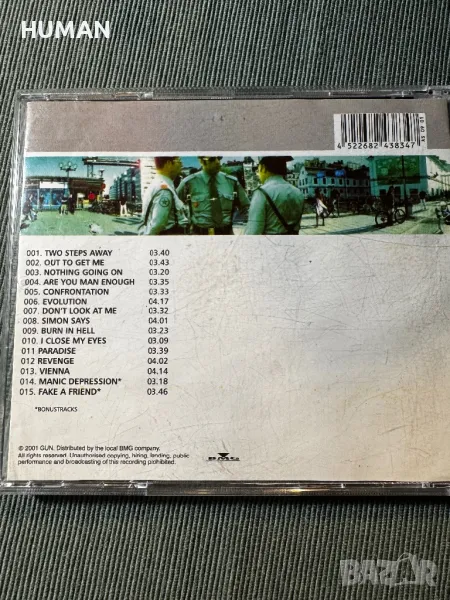 HUMAN
4 522682 438347
001. TWO STEPS AWAY 03.40
002. OUT TO GET ME 03.43
003. NOTHING GOING ON 03.20
004. ARE YOU MAN ENOUGH 03.35
005. CONFRONTATION 03.33
006. EVOLUTION 04.17
007. DON'T LOOK AT ME 03.32
008. SIMON SAYS 04.01
009. BURN IN HELL 03.23
010. I CLOSE MY EYES 03.09
011 PARADISE 03.39
012 REVENGE 04.02
013. VIENNA 04.14
014. MANIC DEPRESSION* 03.18
015. FAKE A FRIEND* 03.46
*BONUSTRACKS
© 2001 GUN. Distributed by the local BMG company.
All rights reserved. Unauthorised copying, hiring, lending, public
performance and broadcasting of this recording prohibited.
BMG
BAZAR